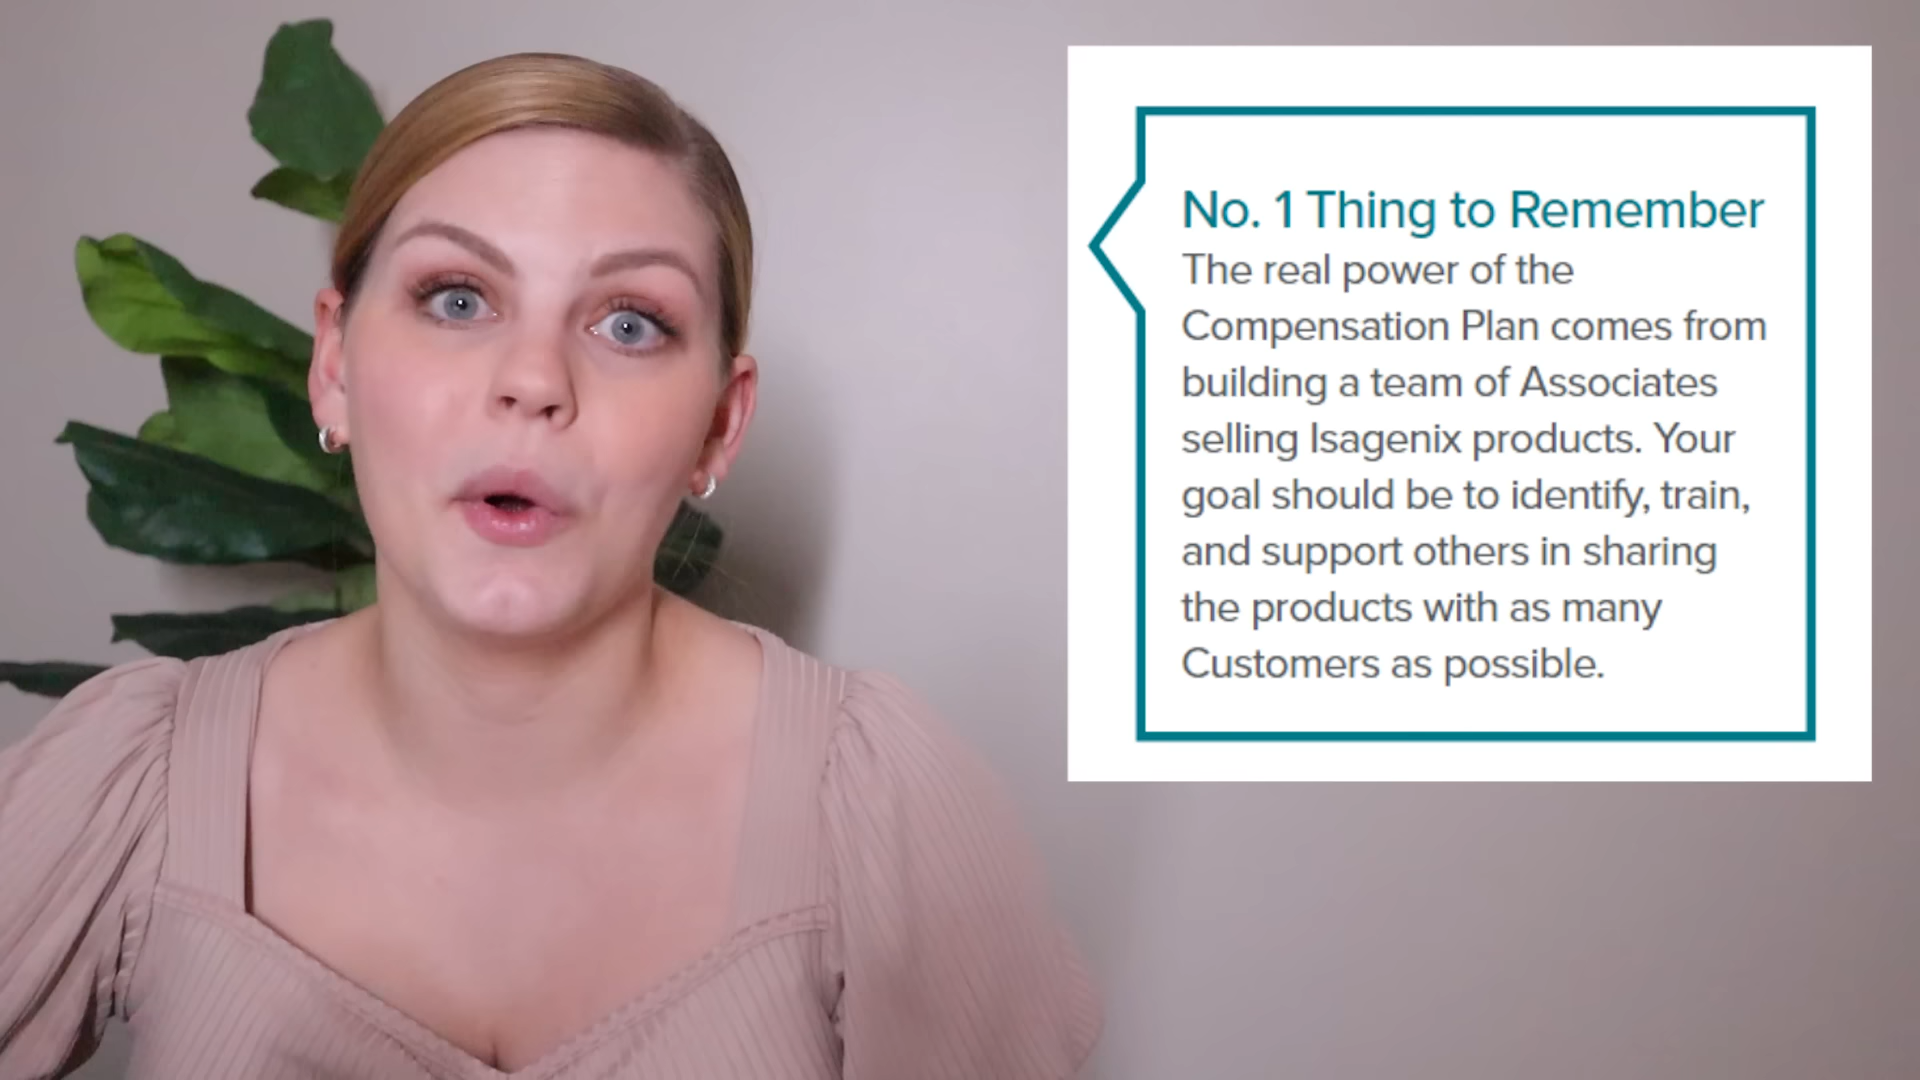 No. 1 Thing to Remember
The real power of the
Compensation Plan comes from
building a team of Associates
selling Isagenix products. Your
goal should be to identify, train,
and support others in sharing
the products with as many
Customers as possible.